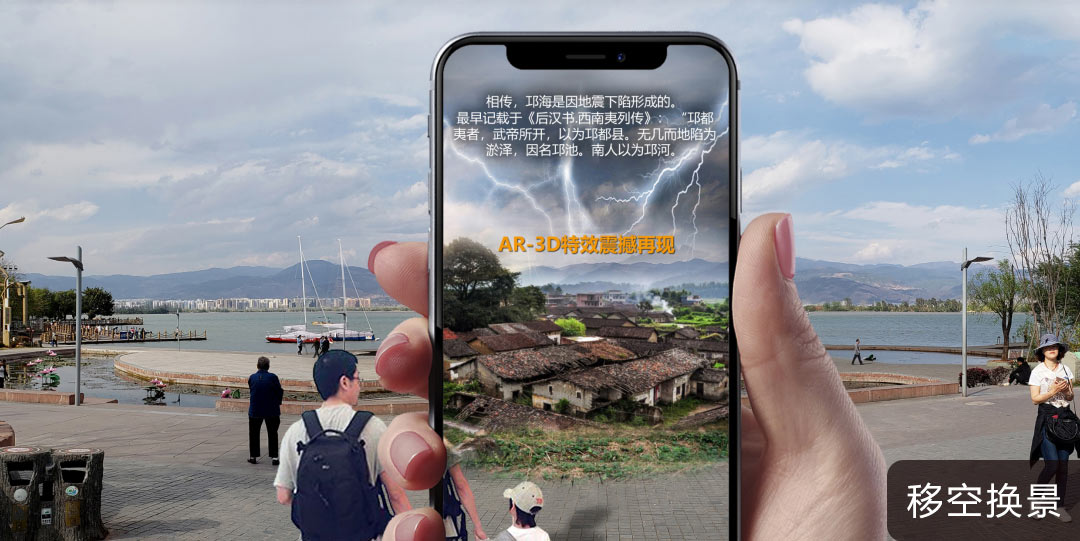 相传，邛海是因地震下陷形成的。
最早记载于《后汉书.西南夷列传》：“邛都
夷者，武帝所开，以为邛都县。无几而地陷为
淤泽，因名邛池。南人以为邛河。
AR-3D特效震撼再现
移空换景